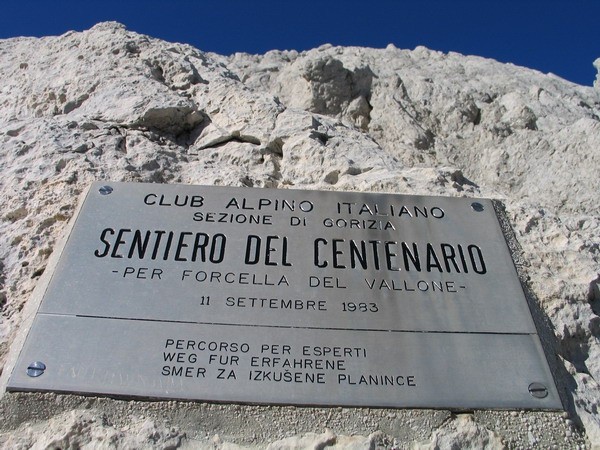 CLUB ALPINO ITALIANO
SEZIONE DI GORIZIA
SENTIERO DEL CENTENARIO
-PER FORCELLA DEL VALLONE-
11 SETTEMBRE 1983
PERCORSO PER ESPERTI
WEG FUR ERFAHRENE
SMER ZA IZKUŠENE PLANINCE